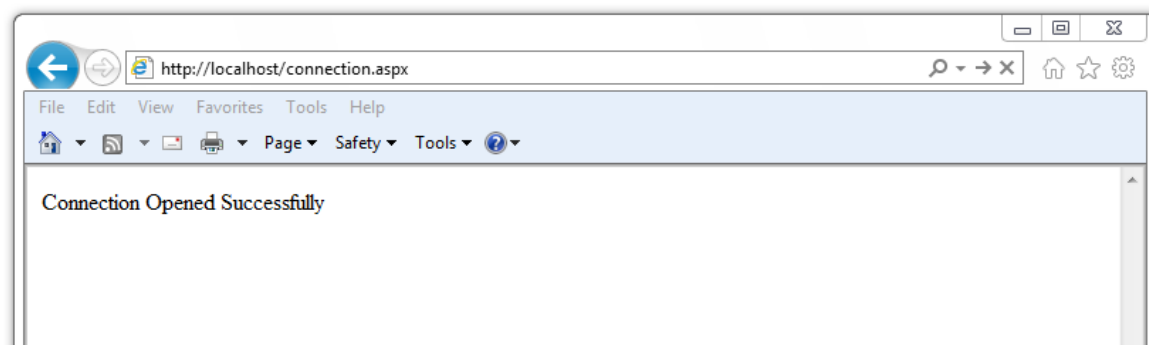 http://localhost/connection.aspx
File Edit View Favorites Tools Help
Page Safety Tools
Connection Opened Successfully